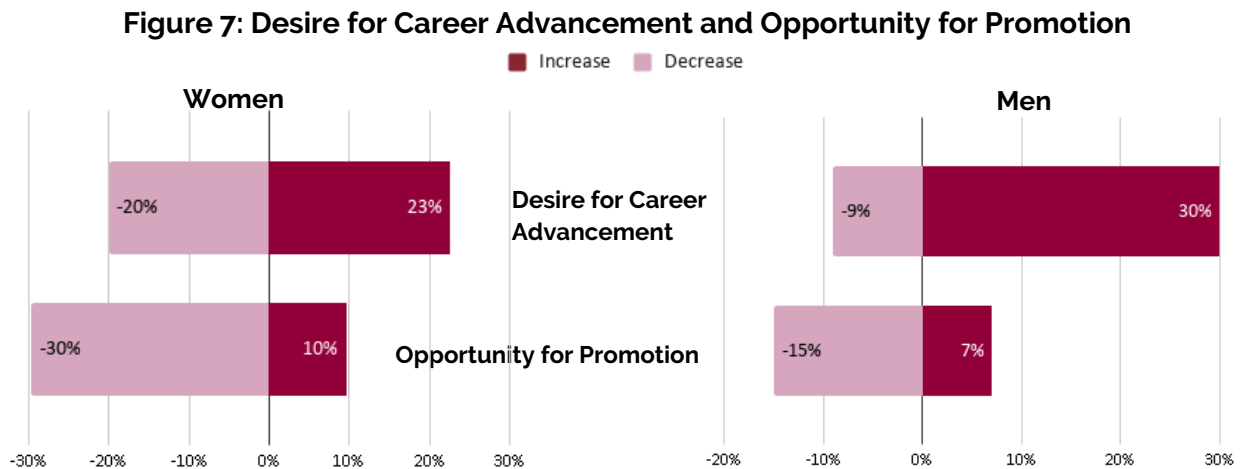 Figure 7: Desire for Career Advancement and Opportunity for Promotion
Increase Decrease
Women Men
-20% 23% Desire for Career Advancement -9% 30%
-30% 10% Opportunity for Promotion -15% 7%
-30% -20% -10% 0% 10% 20% 30% -20% -10% 0% 10% 20% 30%